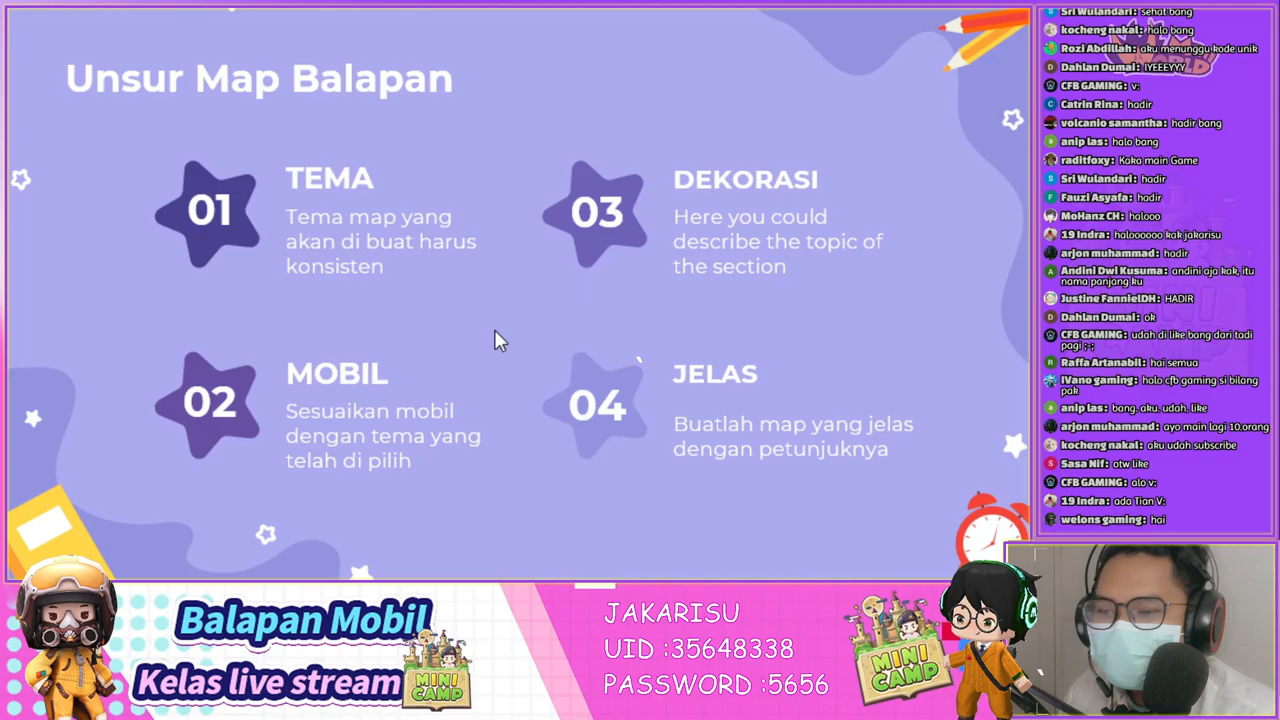 Unsur Map Balapan
01
TEMA
Tema map yang
akan di buat harus
konsisten
02
MOBIL
Sesuaikan mobil
dengan tema yang
telah di pilih
03
DEKORASI
Here you could
describe the topic of
the section
04
JELAS
Buatlah map yang jelas
dengan petunjuknya
Sri Wulandari: sehat bang
kocheng nakal: halo bang
Rozi Abdillah: aku menunggu kode unik
Dahlan Dumai: IYEEEYYY
CFB GAMING: v:
Catrin Rina: hadir
volcanio samantha: hadir bang
anip las: halo bang
raditfoxy: Kaka main Game
Sri Wulandari: hadir
Fauzi Asyafa: hadir
MoHanz CH: halooo
19 Indra: haloooooo kak jakarisu
arjon muhammad: hadir
Andini Dwi Kusuma: andini aja kak, itu
nama panjang ku
Justine FannielDH: HADIR
Dahlan Dumai: ok
CFB GAMING: udah di like bang dari tadi
pagi ;-;
Raffa Artanabil: hai semua
IVano gaming: halo cfb gaming si bilang
pak
anip las: bang. aku. udah. like
arjon muhammad: ayo main lagi 10.orang
kocheng nakal: aku udah subscribe
Sasa Nif: otw like
CFB GAMING: alo v:
19 Indra: ada Tian V:
welons gaming: hai
Balapan Mobil
Kelas live stream
MINI
CAMP
JAKARISU
UID :35648338
PASSWORD :5656
MINI
CAMP